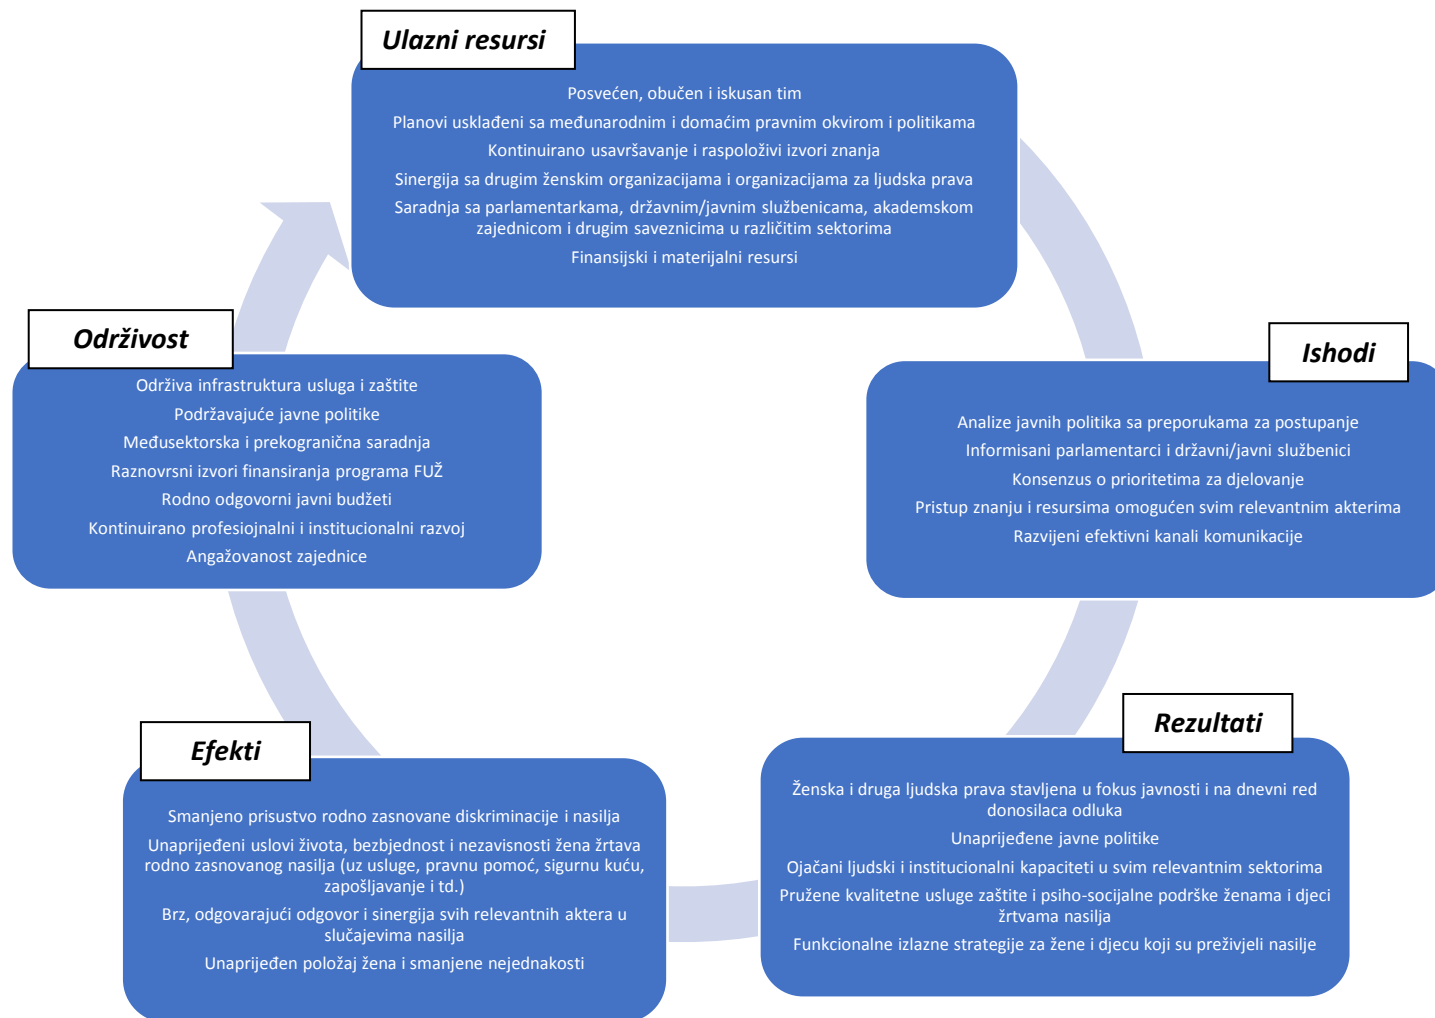 Ulazni resursi
Posvećen, obučen i iskusan tim
Planovi usklađeni sa međunarodnim i domaćim pravnim okvirom i politikama
Kontinuirano usavršavanje i raspoloživi izvori znanja
Sinergija sa drugim ženskim organizacijama i organizacijama za ljudska prava
Saradnja sa parlamentarkama, državnim/javnim službenicama, akademskom
zajednicom i drugim saveznicima u različitim sektorima
Finansijski i materijalni resursi
Ishodi
Analize javnih politika sa preporukama za postupanje
Informisani parlamentarci i državni/javni službenici
Konsenzus o prioritetima za djelovanje
Pristup znanju i resursima omogućen svim relevantnim akterima
Razvijeni efektivni kanali komunikacije
Rezultati
Ženska i druga ljudska prava stavljena u fokus javnosti i na dnevni red
donosilaca odluka
Unaprijeđene javne politike
Ojačani ljudski i institucionalni kapaciteti u svim relevantnim sektorima
Pružene kvalitetne usluge zaštite i psiho-socijalne podrške ženama i djeci
žrtvama nasilja
Funkcionalne izlazne strategije za žene i djecu koji su preživjeli nasilje
Efekti
Smanjeno prisustvo rodno zasnovane diskriminacije i nasilja
Unaprijeđeni uslovi života, bezbjednost i nezavisnosti žena žrtava
rodno zasnovanog nasilja (uz usluge, pravnu pomoć, sigurnu kuću,
zapošljavanje i td.)
Brz, odgovarajući odgovor i sinergija svih relevantnih aktera u
slučajevima nasilja
Unaprijeđen položaj žena i smanjene nejednakosti
Održivost
Održiva infrastruktura usluga i zaštite
Podržavajuće javne politike
Međusektorska i prekogranična saradnja
Raznovrsni izvori finansiranja programa FUŽ
Rodno odgovorni javni budžeti
Kontinuirano profesiojnalni i institucionalni razvoj
Angažovanost zajednice